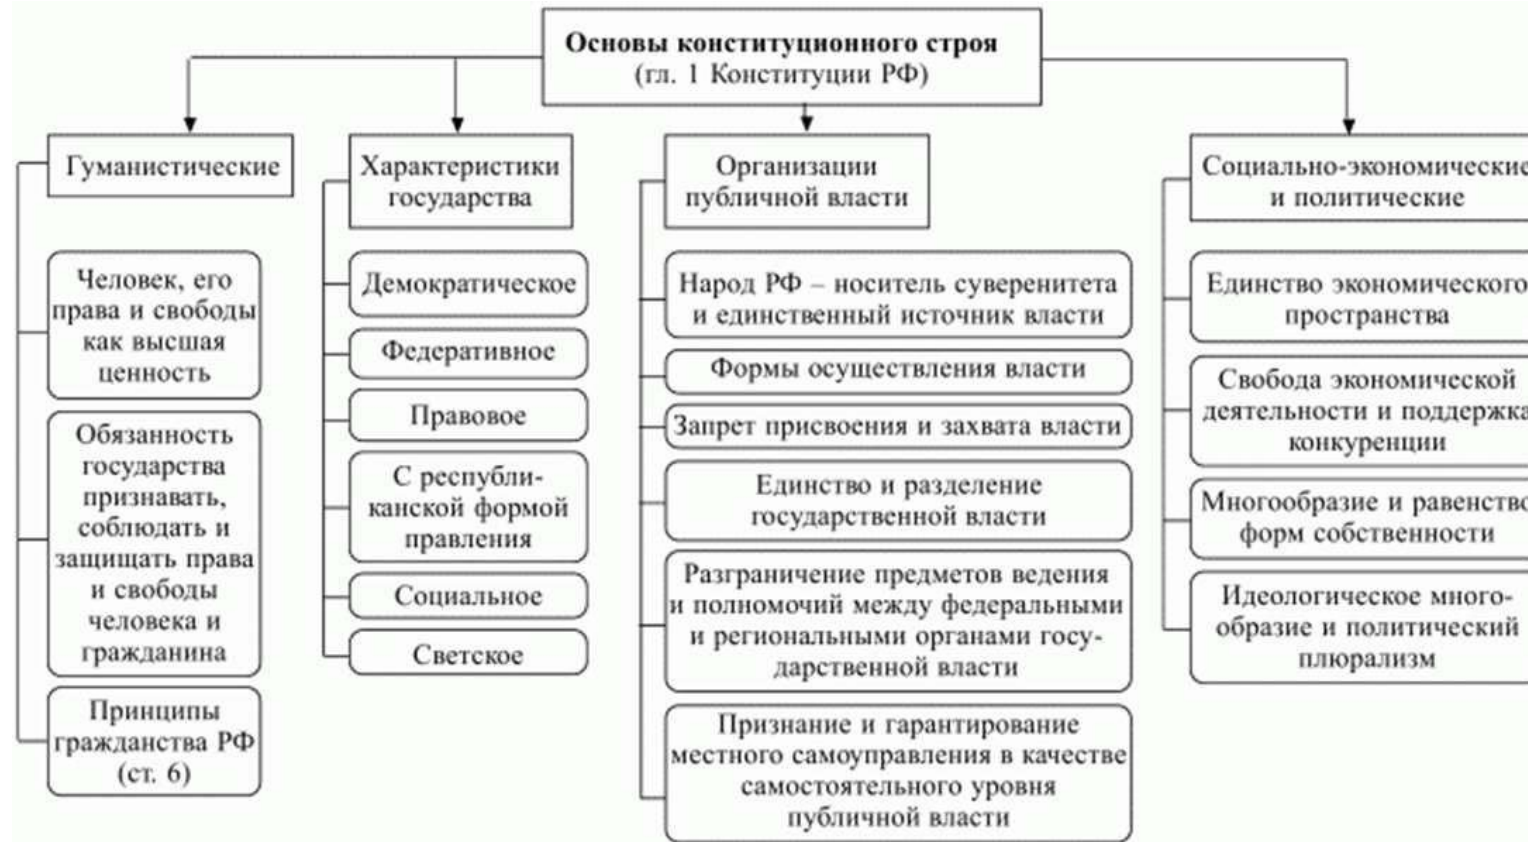 Основы конституционного строя
(гл. 1 Конституции РФ)
Гуманистические
Человек, его
права и свободы
как высшая
ценность
Обязанность
государства
признавать,
соблюдать и
защищать права
и свободы
человека и
гражданина
Принципы
гражданства РФ
(ст. 6)
Характеристики
государства
Демократическое
Федеративное
Правовое
С республи-
канской формой
правления
Социальное
Светское
Организации
публичной власти
Народ РФ – носитель суверенитета
и единственный источник власти
Формы осуществления власти
Запрет присвоения и захвата власти
Единство и разделение
государственной власти
Разграничение предметов ведения
и полномочий между федеральными
и региональными органами госу-
дарственной власти
Признание и гарантирование
местного самоуправления в качестве
самостоятельного уровня
публичной власти
Социально-экономические
и политические
Единство экономического
пространства
Свобода экономической
деятельности и поддержка
конкуренции
Многообразие и равенство
форм собственности
Идеологическое много-
образие и политический
плюрализм